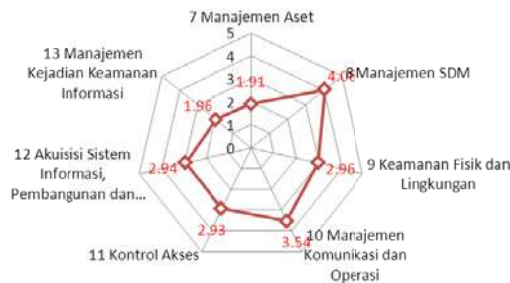 7 Manajemen Aset
5
4
3
2
1
0
1.91
8 Manajemen SDM
4.06
9 Keamanan Fisik dan
Lingkungan
2.96
10 Manajemen
Komunikasi dan
Operasi
3.54
11 Kontrol Akses
2.93
12 Akuisisi Sistem
Informasi,
Pembangunan dan...
2.94
13 Manajemen
Kejadian Keamanan
Informasi
1.96